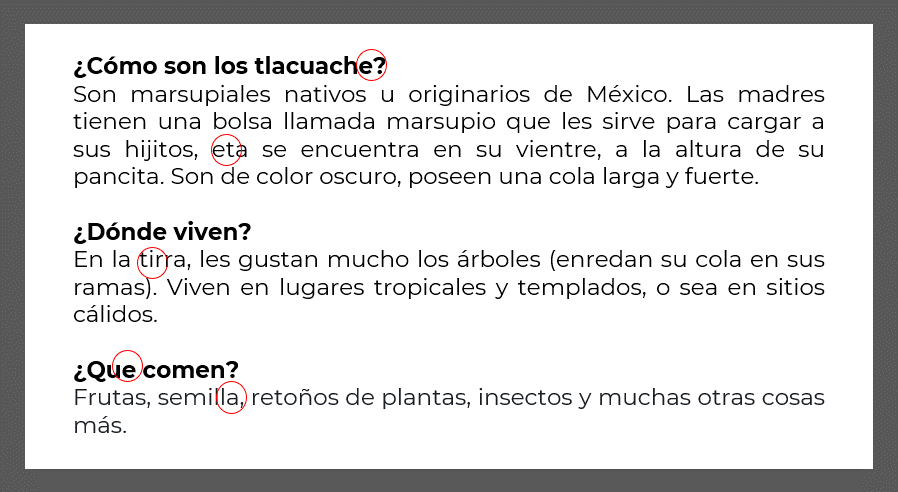 ¿Cómo son los tlacuache?
Son marsupiales nativos u originarios de México. Las madres
tienen una bolsa llamada marsupio que les sirve para cargar a
sus hijitos, eta se encuentra en su vientre, a la altura de su
pancita. Son de color oscuro, poseen una cola larga y fuerte.
¿Dónde viven?
En la tirra, les gustan mucho los árboles (enredan su cola en sus
ramas). Viven en lugares tropicales y templados, o sea en sitios
cálidos.
¿Que comen?
Frutas, semilla, retoños de plantas, insectos y muchas otras cosas
más.